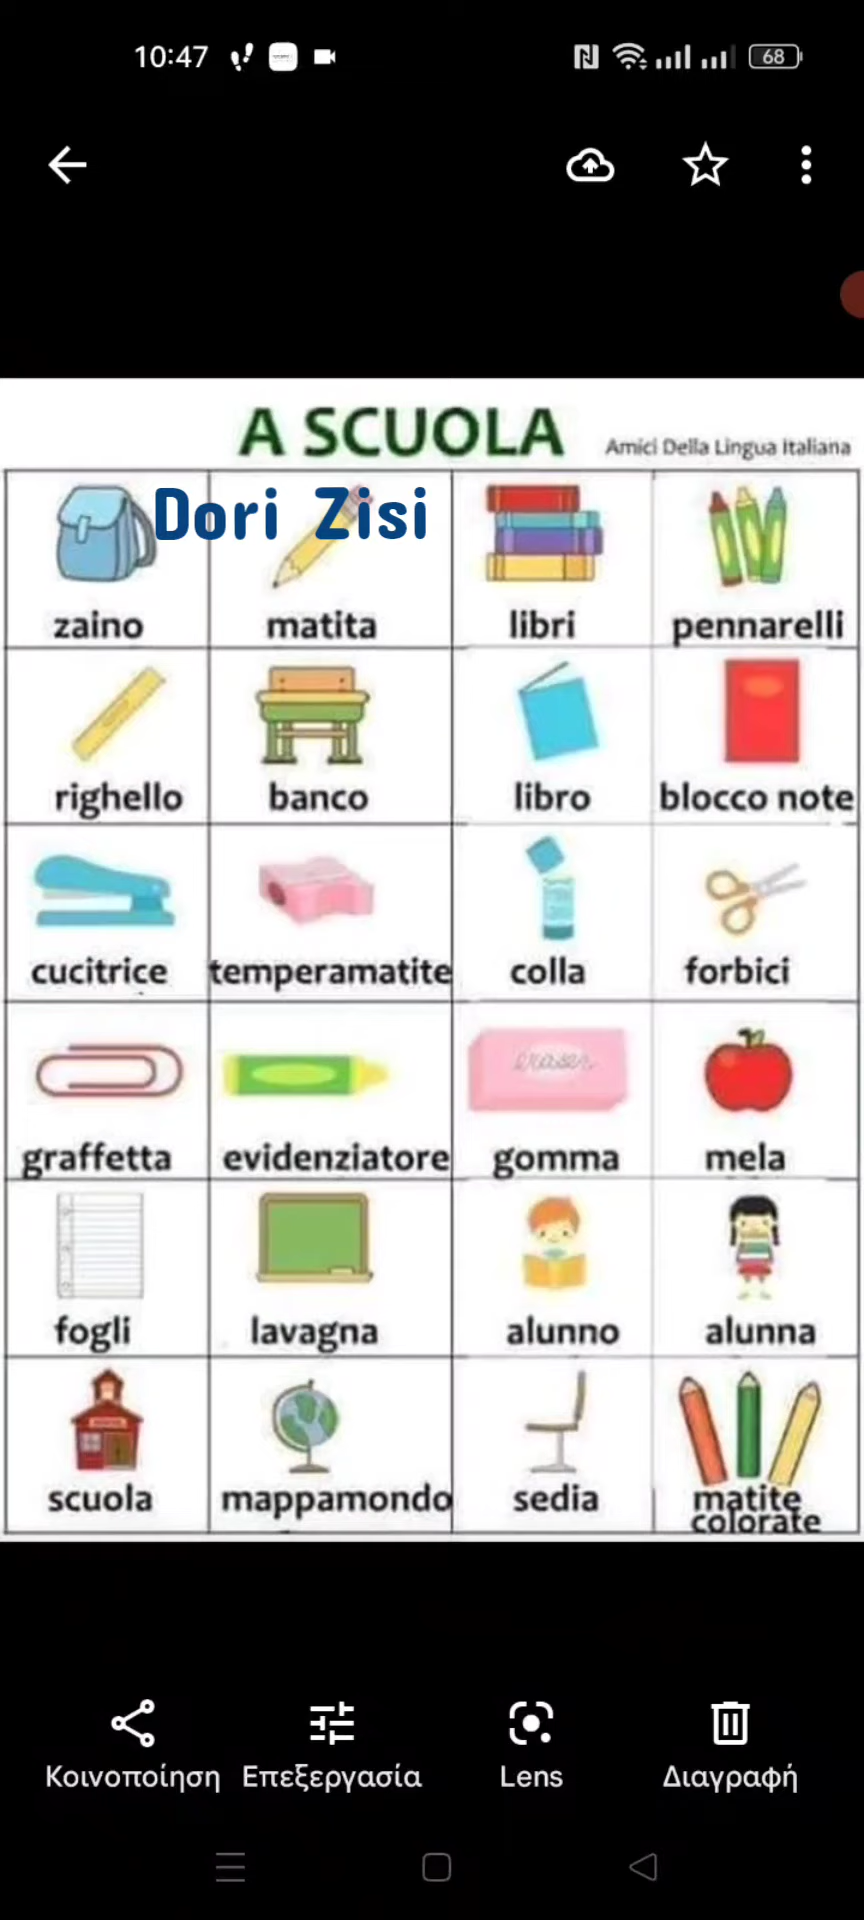 10:47 68
A SCUOLA
Amici Della Lingua Italiana
Dori Zisi
zaino matita libri pennarelli
righello banco libro blocco note
cucitrice temperamatite colla forbici
eraser
graffetta evidenziatore gomma mela
fogli lavagna alunno alunna
scuola mappamondo sedia matite
colorate
Κοινοποίηση Επεξεργασία Lens Διαγραφή